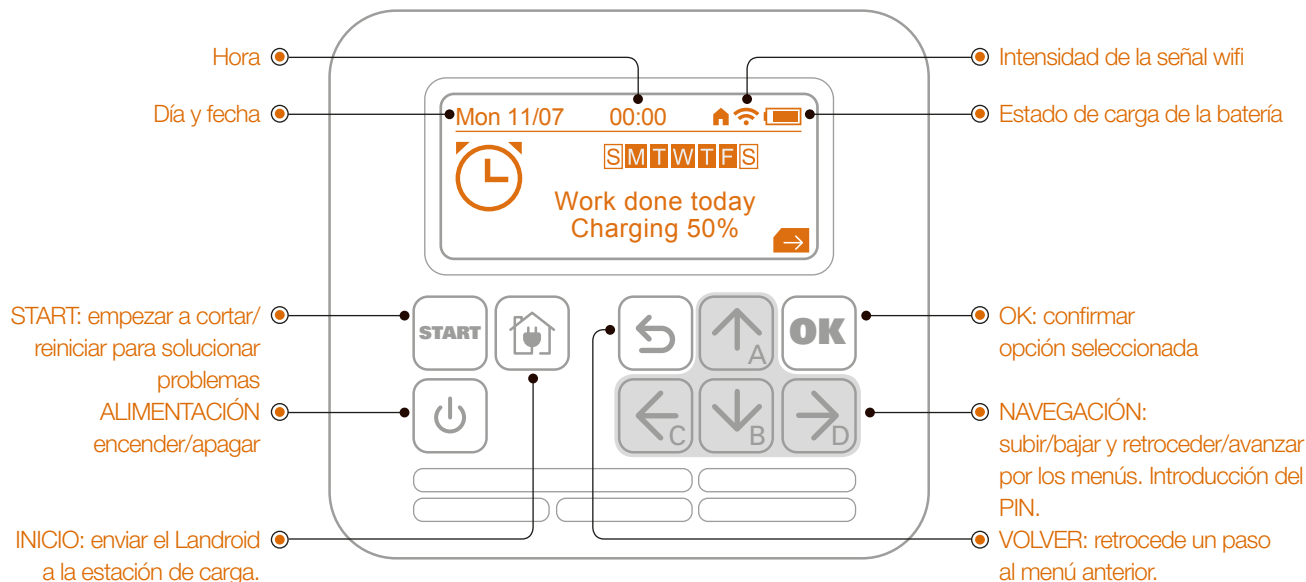 Hora
Intensidad de la señal wifi
Día y fecha
Estado de carga de la batería
Mon 11/07 00:00
S M T W T F S
Work done today
Charging 50%
START: empezar a cortar/
reiniciar para solucionar
problemas
START
OK
OK: confirmar
opción seleccionada
A
ALIMENTACIÓN
encender/apagar
C
B
D
NAVEGACIÓN:
subir/bajar y retroceder/avanzar
por los menús. Introducción del
PIN.
INICIO: enviar el Landroid
a la estación de carga.
VOLVER: retrocede un paso
al menú anterior.